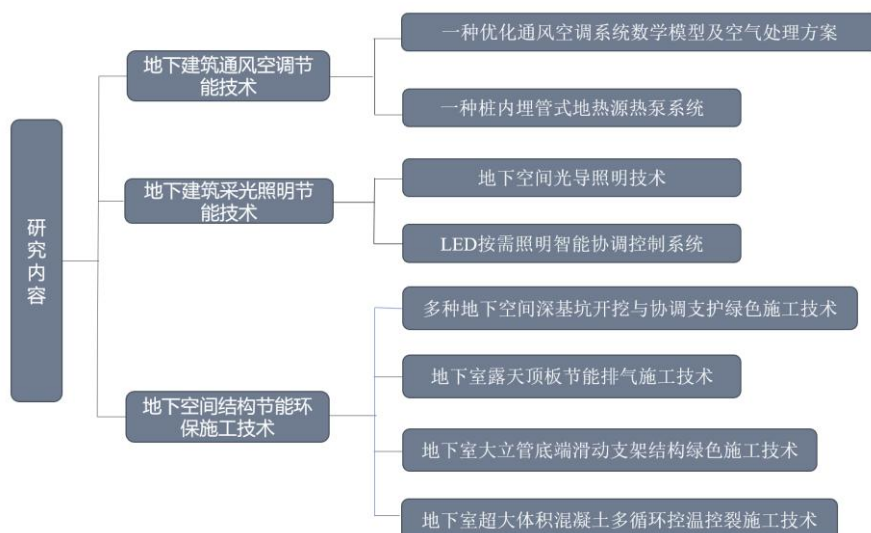 研究内容
地下建筑通风空调节
能技术
一种优化通风空调系统数学模型及空气处理方案
一种桩内埋管式地热源热泵系统
地下建筑采光照明节
能技术
地下空间光导照明技术
LED按需照明智能协调控制系统
地下空间结构节能环
保施工技术
多种地下空间深基坑开挖与协调支护绿色施工技术
地下室露天顶板节能排气施工技术
地下室大立管底端滑动支架结构绿色施工技术
地下室超大体积混凝土多循环控温控裂施工技术